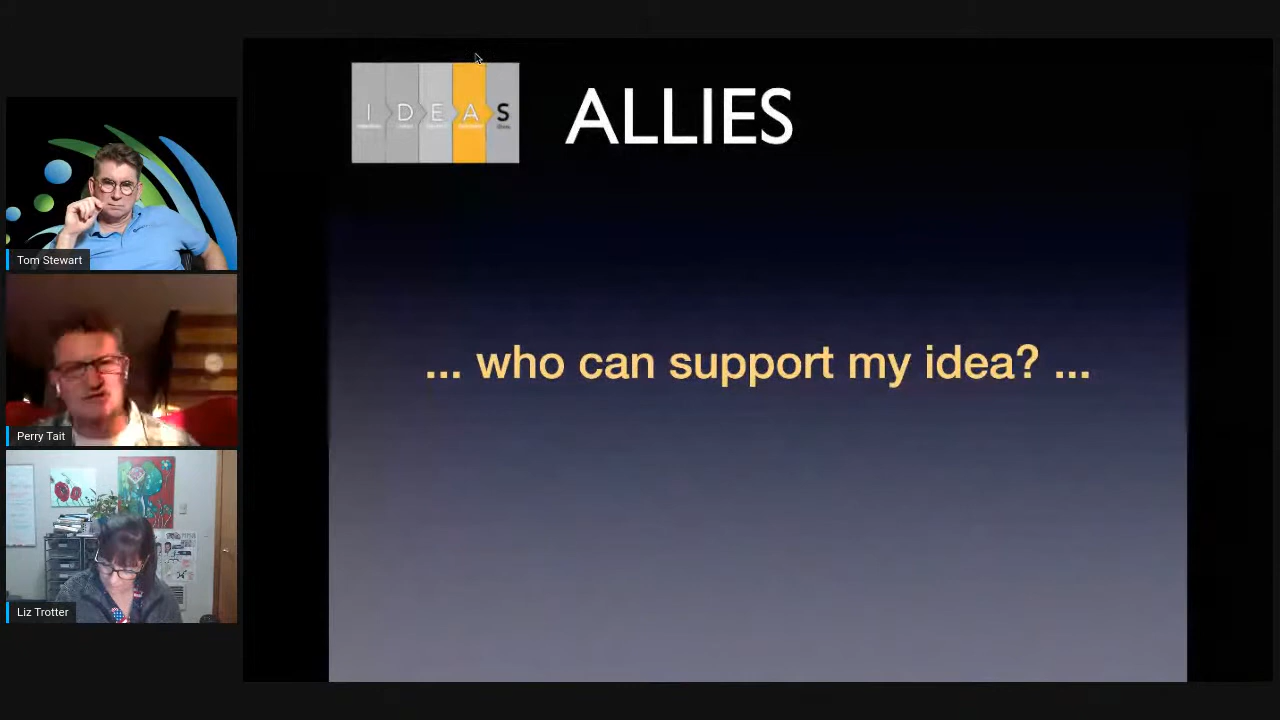 I D E A S
ALLIES
... who can support my idea? ...
Tom Stewart
Perry Tait
Liz Trotter